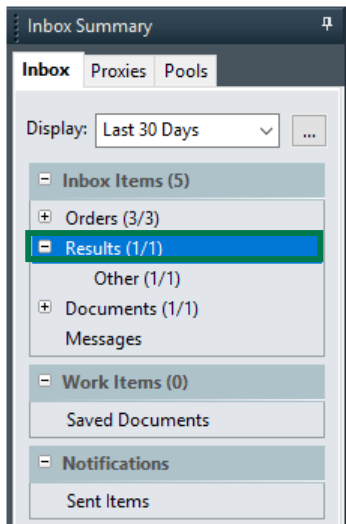 Inbox Summary
Inbox Proxies Pools
Display: Last 30 Days ...
Inbox Items (5)
Orders (3/3)
Results (1/1)
Other (1/1)
Documents (1/1)
Messages
Work Items (0)
Saved Documents
Notifications
Sent Items